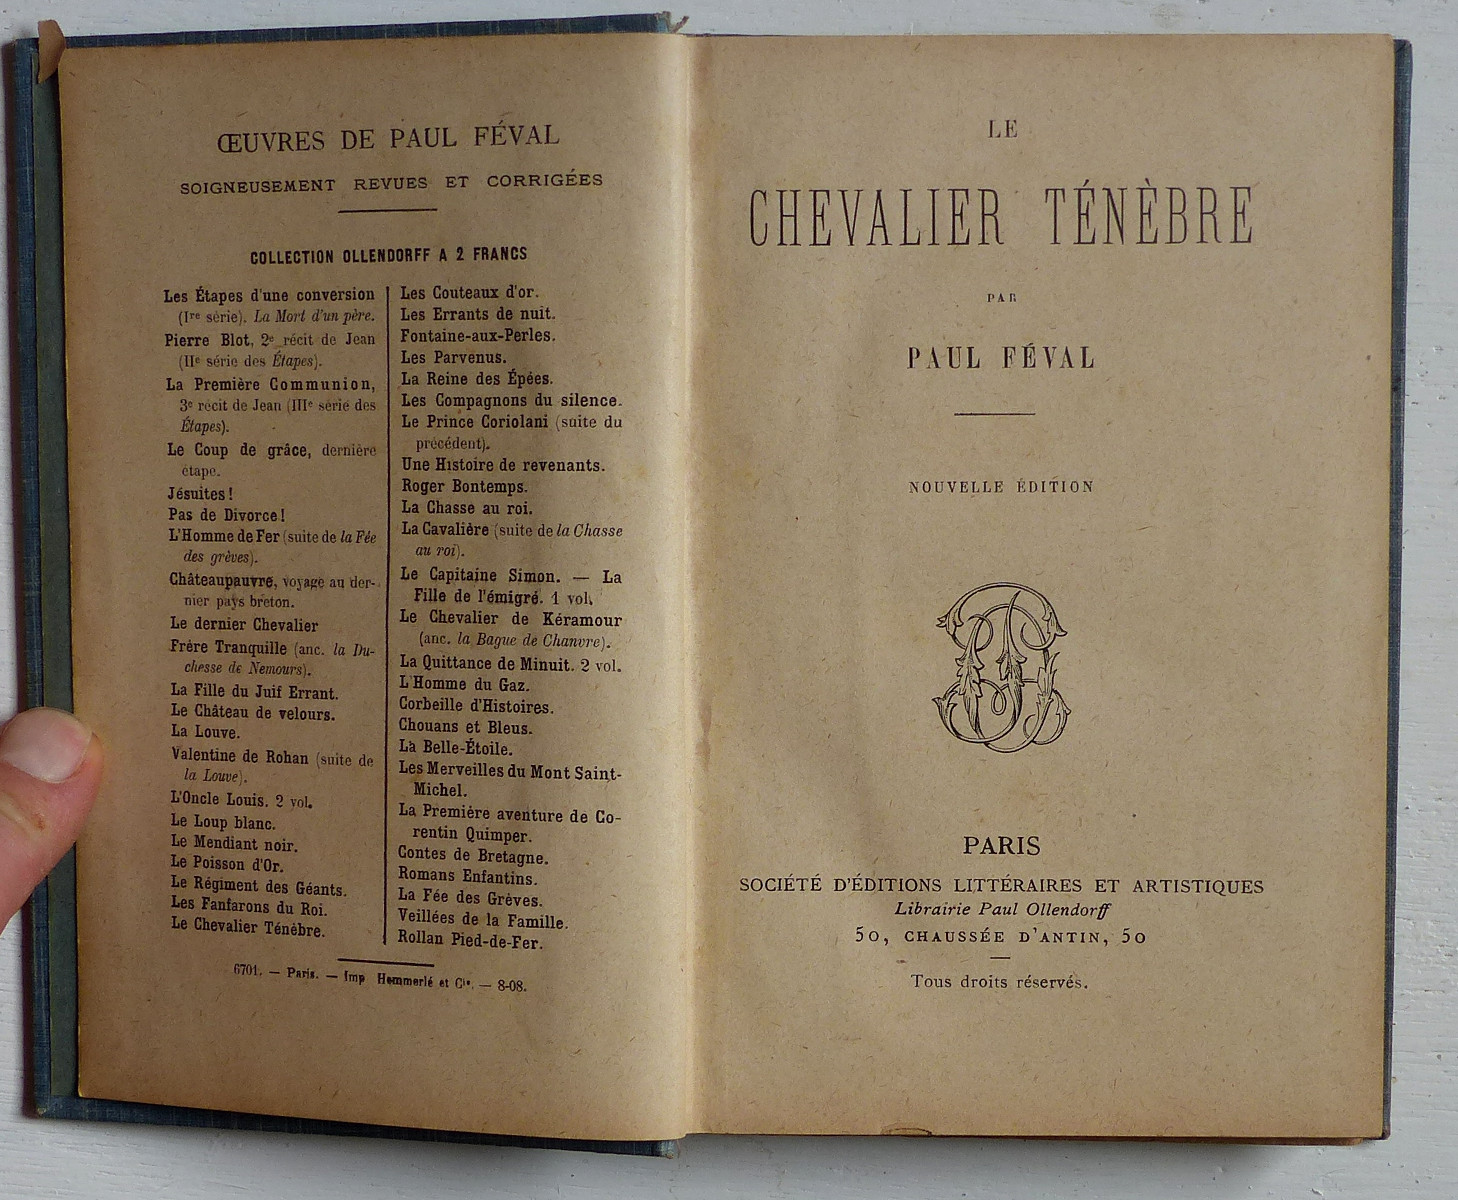 ŒUVRES DE PAUL FÉVAL
SOIGNEUSEMENT REVUES ET CORRIGÉES
COLLECTION OLLENDORFF A 2 FRANCS
Les Étapes d'une conversion
(Iʳᵉ série). La Mort d'un père.
Pierre Blot, 2ᵉ récit de Jean
(IIᵉ série des Étapes).
La Première Communion,
3ᵉ récit de Jean (IIIᵉ série des
Étapes).
Le Coup de grâce, dernière
étape.
Jésuites !
Pas de Divorce !
L'Homme de Fer (suite de la Fée
des grèves).
Châteaupauvre, voyage au der-
nier pays breton.
Le dernier Chevalier
Frère Tranquille (anc. la Du-
chesse de Nemours).
La Fille du Juif Errant.
Le Château de velours.
La Louve.
Valentine de Rohan (suite de
la Louve).
L'Oncle Louis. 2 vol.
Le Loup blanc.
Le Mendiant noir.
Le Poisson d'Or.
Le Régiment des Géants.
Les Fanfarons du Roi.
Le Chevalier Ténèbre.
Les Couteaux d'or.
Les Errants de nuit.
Fontaine-aux-Perles.
Les Parvenus.
La Reine des Épées.
Les Compagnons du silence.
Le Prince Coriolani (suite du
précédent).
Une Histoire de revenants.
Roger Bontemps.
La Chasse au roi.
La Cavalière (suite de la Chasse
au roi).
Le Capitaine Simon. — La
Fille de l'émigré. 1 vol.
Le Chevalier de Kéramour
(anc. la Bague de Chanvre).
La Quittance de Minuit. 2 vol.
L'Homme du Gaz.
Corbeille d'Histoires.
Chouans et Bleus.
La Belle-Étoile.
Les Merveilles du Mont Saint-
Michel.
La Première aventure de Co-
rentin Quimper.
Contes de Bretagne.
Romans Enfantins.
La Fée des Grèves.
Veillées de la Famille.
Rollan Pied-de-Fer.
6701. — Paris. — Imp Hemmerlé et Cⁱᵉ. — 8-08.
LE
CHEVALIER TÉNÈBRE
PAR
PAUL FÉVAL
NOUVELLE ÉDITION
PARIS
SOCIÉTÉ D'ÉDITIONS LITTÉRAIRES ET ARTISTIQUES
Librairie Paul Ollendorff
50, CHAUSSÉE D'ANTIN, 50
Tous droits réservés.